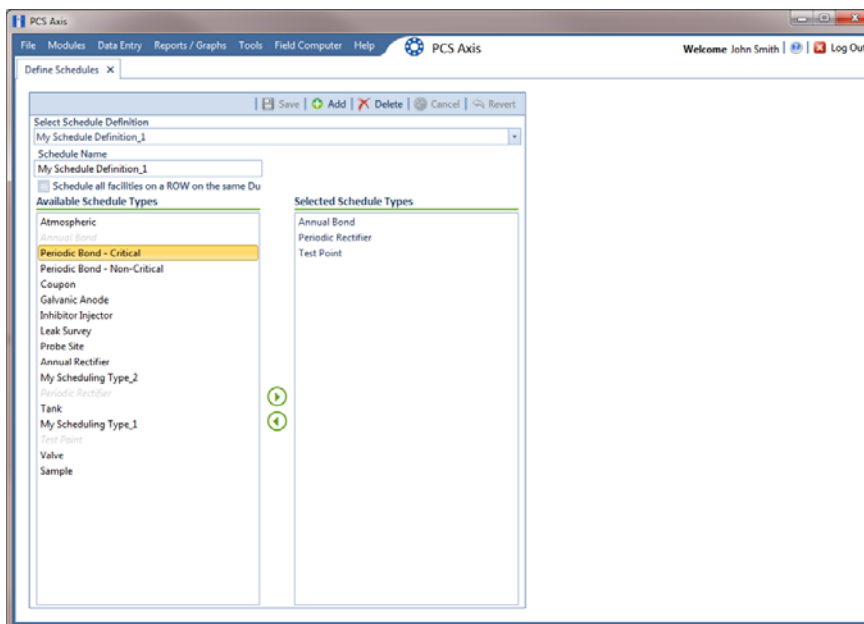 PCS Axis
File Modules Data Entry Reports / Graphs Tools Field Computer Help PCS Axis Welcome John Smith Log Out
Define Schedules X
Save Add Delete Cancel Revert
Select Schedule Definition
My Schedule Definition_1
Schedule Name
My Schedule Definition_1
Schedule all facilities on a ROW on the same Du
Available Schedule Types
Atmospheric
Annual Bond
Periodic Bond - Critical
Periodic Bond - Non-Critical
Coupon
Galvanic Anode
Inhibitor Injector
Leak Survey
Probe Site
Annual Rectifier
My Scheduling Type_2
Periodic Rectifier
Tank
My Scheduling Type_1
Test Point
Valve
Sample
Selected Schedule Types
Annual Bond
Periodic Rectifier
Test Point